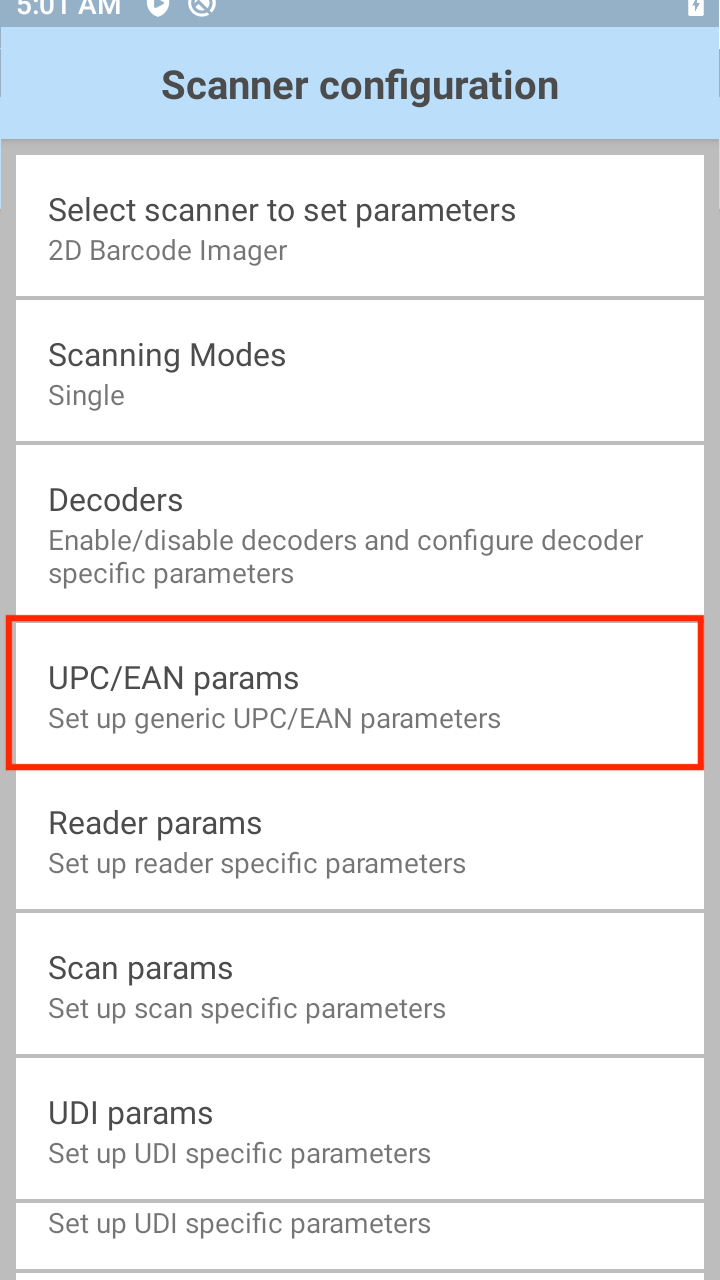 5:01 AM
Scanner configuration
Select scanner to set parameters
2D Barcode Imager
Scanning Modes
Single
Decoders
Enable/disable decoders and configure decoder
specific parameters
UPC/EAN params
Set up generic UPC/EAN parameters
Reader params
Set up reader specific parameters
Scan params
Set up scan specific parameters
UDI params
Set up UDI specific parameters
Set up UDI specific parameters